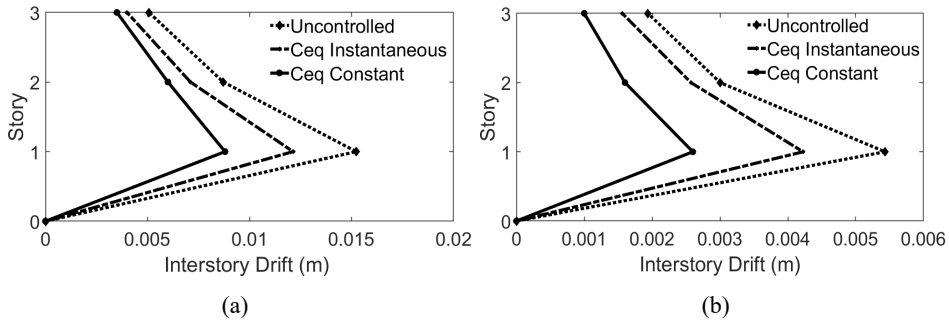 3
2
1
0
Story
Uncontrolled
Ceq Instantaneous
Ceq Constant
0 0.005 0.01 0.015 0.02
Interstory Drift (m)
(a)
3
2
1
0
Story
Uncontrolled
Ceq Instantaneous
Ceq Constant
0 0.001 0.002 0.003 0.004 0.005 0.006
Interstory Drift (m)
(b)